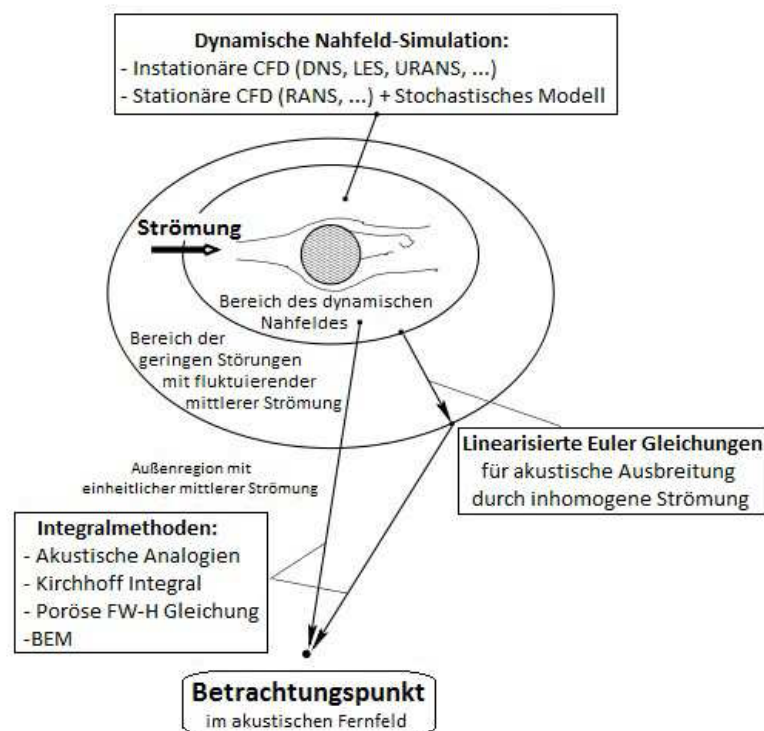 Dynamische Nahfeld-Simulation:
- Instationäre CFD (DNS, LES, URANS, ...)
- Stationäre CFD (RANS, ...) + Stochastisches Modell
Strömung
Bereich des dynamischen
Nahfeldes
Bereich der
geringen Störungen
mit fluktuierender
mittlerer Strömung
Linearisierte Euler Gleichungen
für akustische Ausbreitung
durch inhomogene Strömung
Außenregion mit
einheitlicher mittlerer Strömung
Integralmethoden:
- Akustische Analogien
- Kirchhoff Integral
- Poröse FW-H Gleichung
-BEM
Betrachtungspunkt
im akustischen Fernfeld